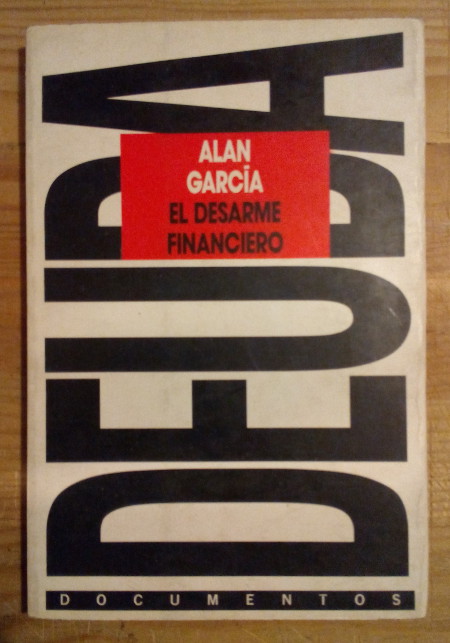 DEUDA
ALAN
GARCÍA
EL DESARME
FINANCIERO
DOCUMENTOS